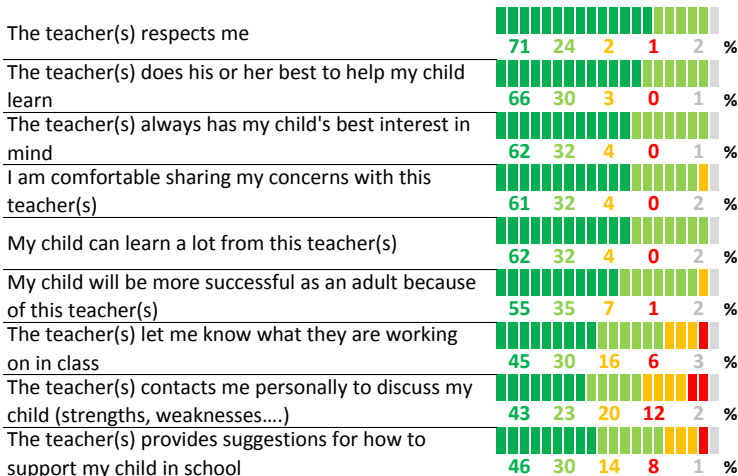 The teacher(s) respects me
71 24 2 1 2 %
The teacher(s) does his or her best to help my child
learn
66 30 3 0 1 %
The teacher(s) always has my child's best interest in
mind
62 32 4 0 1 %
I am comfortable sharing my concerns with this
teacher(s)
61 32 4 0 2 %
My child can learn a lot from this teacher(s)
62 32 4 0 2 %
My child will be more successful as an adult because
of this teacher(s)
55 35 7 1 2 %
The teacher(s) let me know what they are working
on in class
45 30 16 6 3 %
The teacher(s) contacts me personally to discuss my
child (strengths, weaknesses....)
43 23 20 12 2 %
The teacher(s) provides suggestions for how to
support my child in school
46 30 14 8 1 %